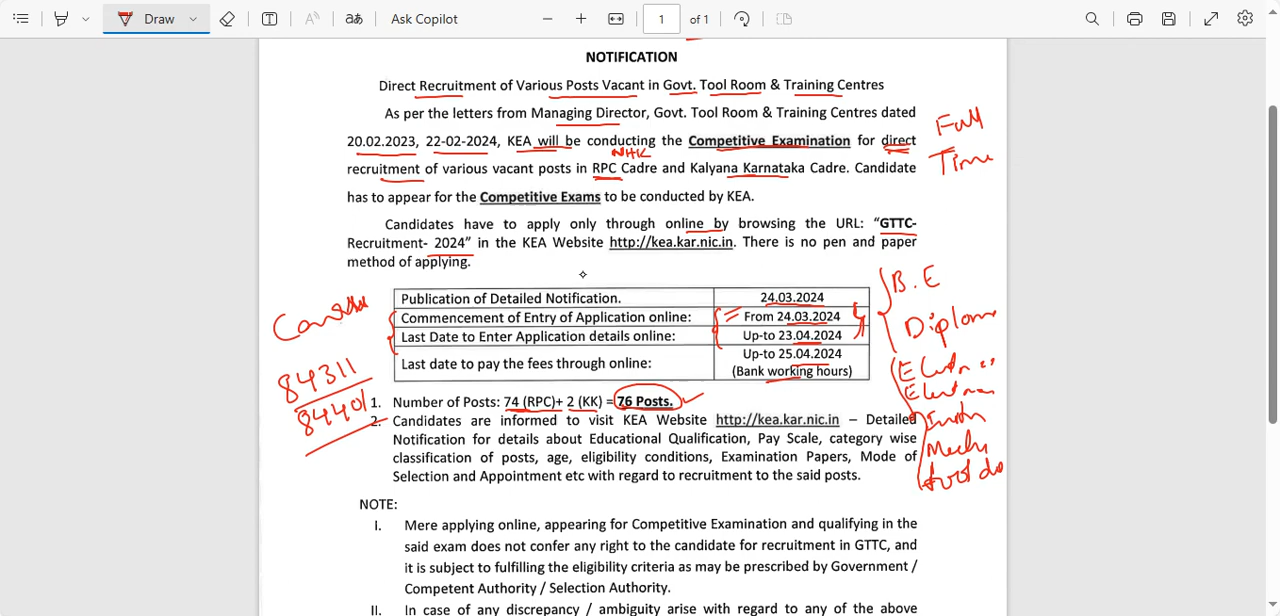 Draw
Ask Copilot
1
of 1
NOTIFICATION
Direct Recruitment of Various Posts Vacant in Govt. Tool Room & Training Centres
As per the letters from Managing Director, Govt. Tool Room & Training Centres dated
20.02.2023, 22-02-2024, KEA will be conducting the Competitive Examination for direct
NHK
recruitment of various vacant posts in RPC Cadre and Kalyana Karnataka Cadre. Candidate
has to appear for the Competitive Exams to be conducted by KEA.
Full
Time
Candidates have to apply only through online by browsing the URL: “GTTC-
Recruitment- 2024” in the KEA Website http://kea.kar.nic.in. There is no pen and paper
method of applying.
Publication of Detailed Notification. 24.03.2024
Commencement of Entry of Application online: From 24.03.2024
Last Date to Enter Application details online: Up-to 23.04.2024
Last date to pay the fees through online: Up-to 25.04.2024
(Bank working hours)
B.E
Diploma
84311
84401
1. Number of Posts: 74 (RPC)+ 2 (KK) = 76 Posts.
2. Candidates are informed to visit KEA Website http://kea.kar.nic.in – Detailed
Notification for details about Educational Qualification, Pay Scale, category wise
classification of posts, age, eligibility conditions, Examination Papers, Mode of
Selection and Appointment etc with regard to recruitment to the said posts.
NOTE:
I. Mere applying online, appearing for Competitive Examination and qualifying in the
said exam does not confer any right to the candidate for recruitment in GTTC, and
it is subject to fulfilling the eligibility criteria as may be prescribed by Government /
Competent Authority / Selection Authority.
II. In case of any discrepancy / ambiguity arise with regard to any of the above